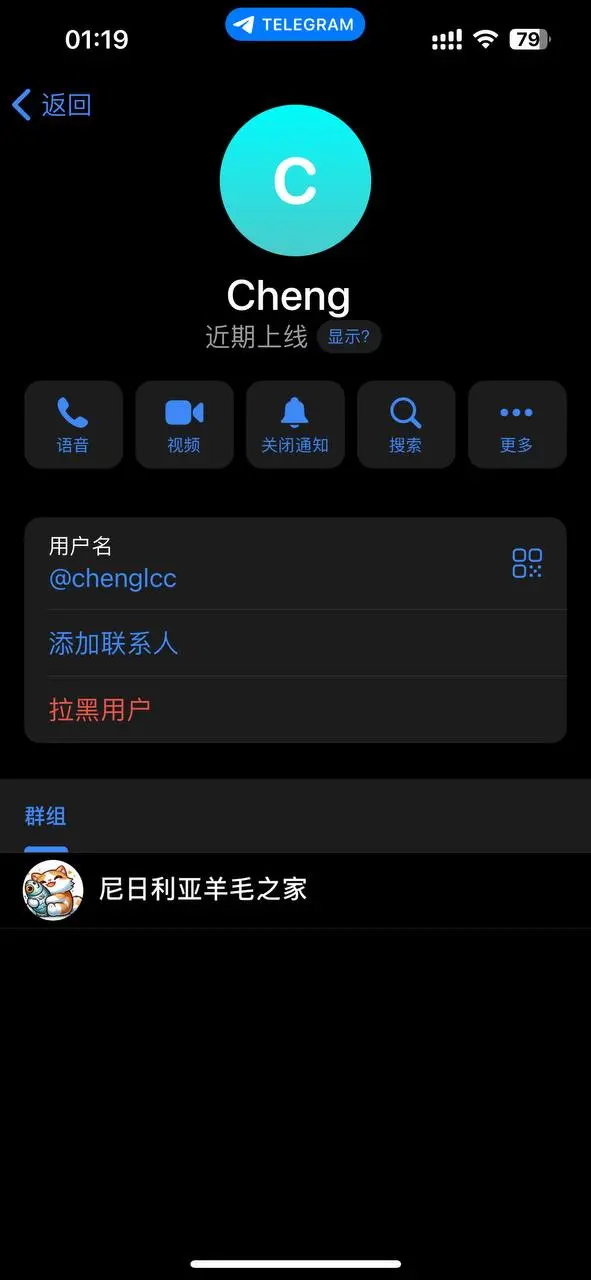 01:19
TELEGRAM
79
返回
C
Cheng
近期上线 显示?
语音
视频
关闭通知
搜索
更多
用户名
@chenglcc
添加联系人
拉黑用户
群组
尼日利亚羊毛之家